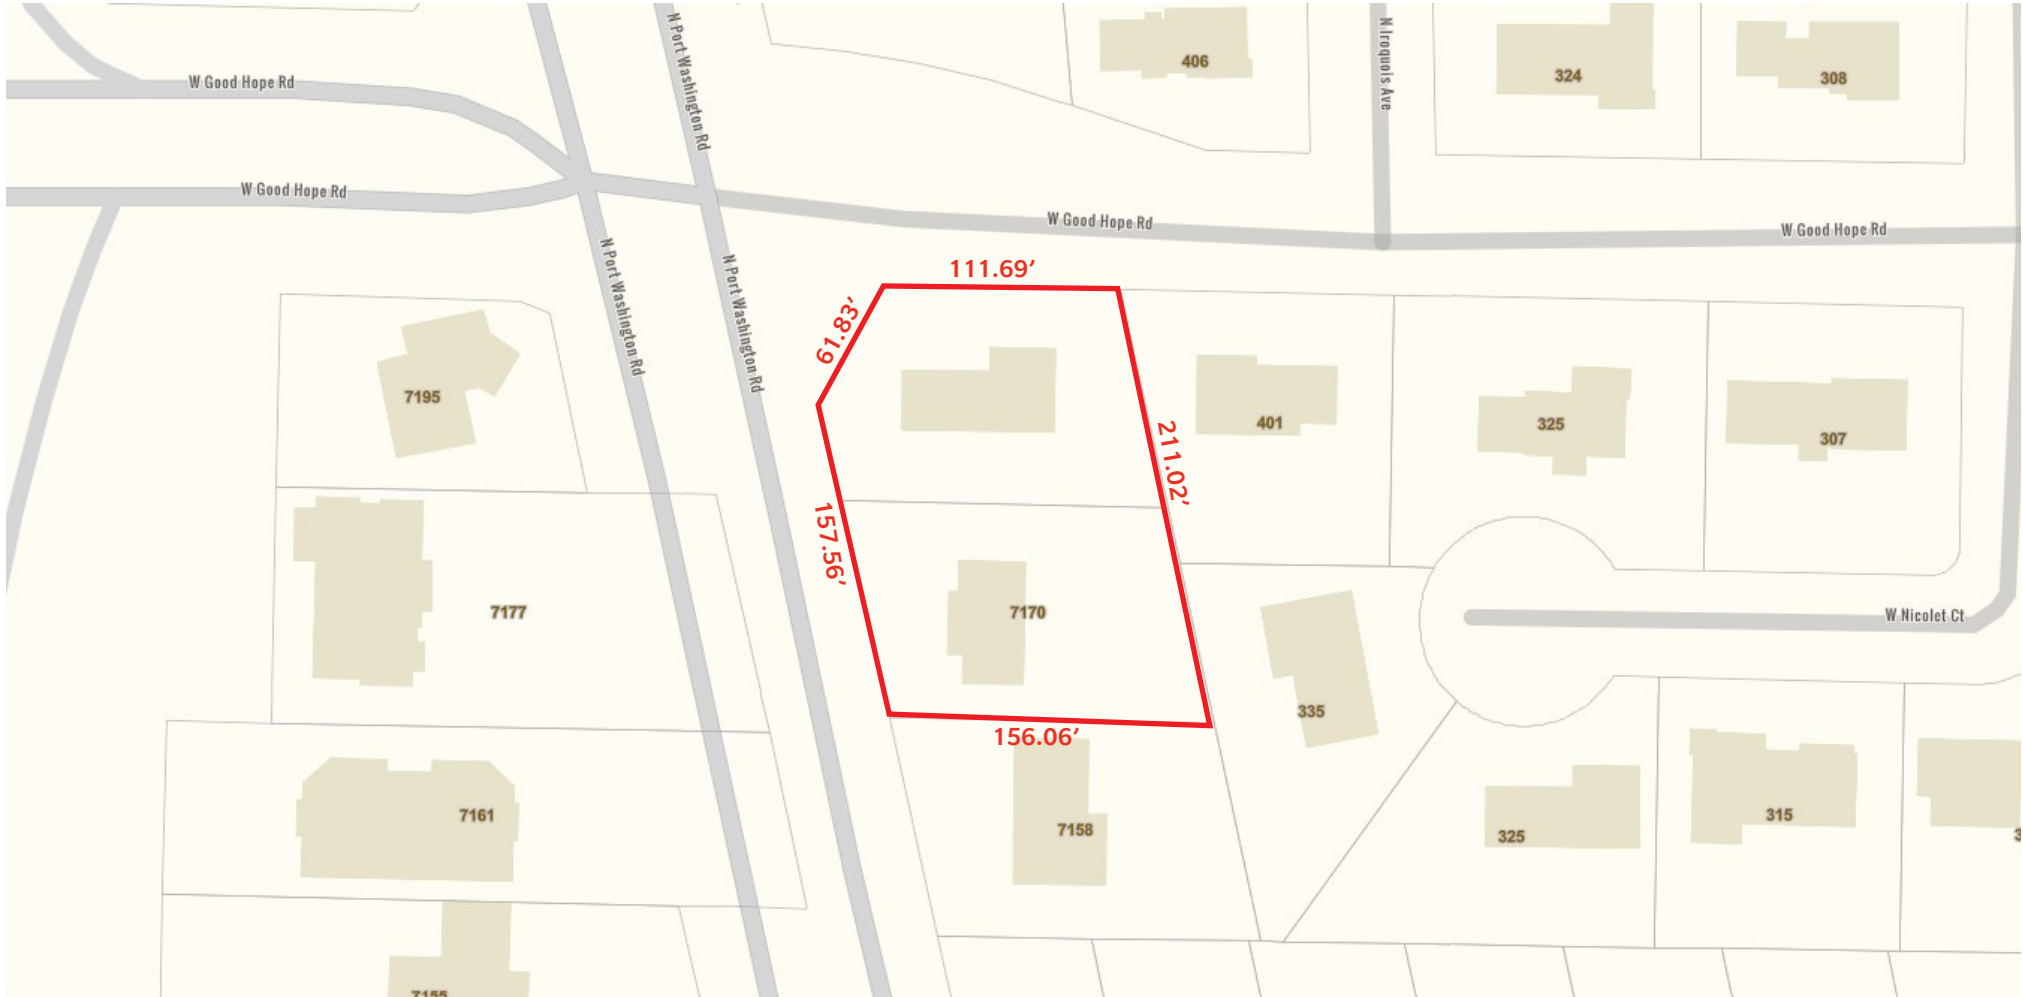 406
324
308
N Port Washington Rd
N Iroquois Ave
W Good Hope Rd
W Good Hope Rd
W Good Hope Rd
W Good Hope Rd
N Port Washington Rd
N Port Washington Rd
111.69’
61.83’
211.02’
157.56’
156.06’
7195
401
325
307
7177
7170
W Nicolet Ct
335
7161
7158
325
315
3
7155